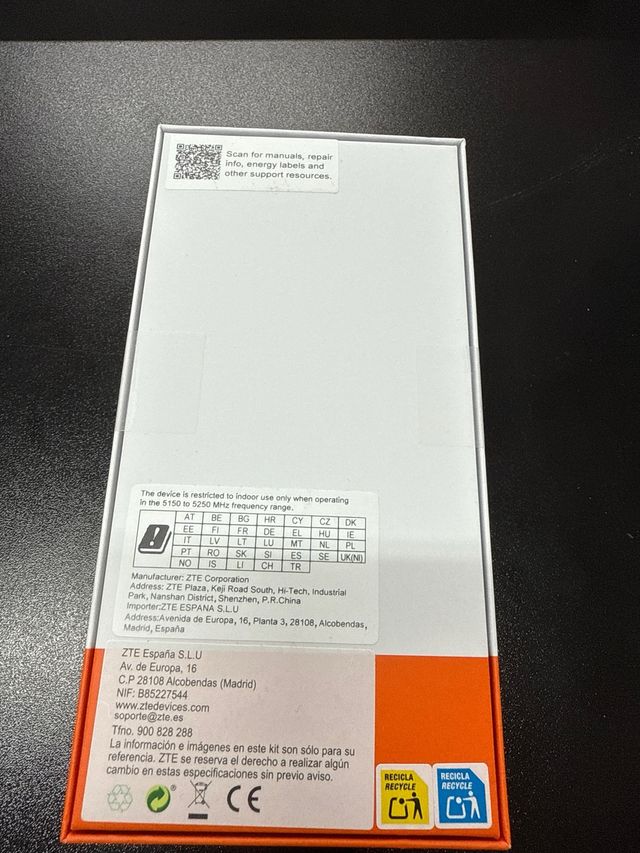 Scan for manuals, repair
info, energy labels and
other support resources.
The device is restricted to indoor use only when operating
in the 5150 to 5250 MHz frequency range.
AT BE BG HR CY CZ DK
EE FI FR DE EL HU IE
IT LV LT LU MT NL PL
PT RO SK SI ES SE UK(NI)
NO IS LI CH TR
Manufacturer: ZTE Corporation
Address: ZTE Plaza, Keji Road South, Hi-Tech, Industrial
Park, Nanshan District, Shenzhen, P.R.China
Importer:ZTE ESPANA S.L.U
Address:Avenida de Europa, 16, Planta 3, 28108, Alcobendas,
Madrid, España
ZTE España S.L.U
Av. de Europa, 16
C.P 28108 Alcobendas (Madrid)
NIF: B85227544
www.ztedevices.com
soporte@zte.es
Tfno. 900 828 288
La información e imágenes en este kit son sólo para su
referencia. ZTE se reserva el derecho a realizar algún
cambio en estas especificaciones sin previo aviso.
CE
RECICLA
RECYCLE
RECICLA
RECYCLE